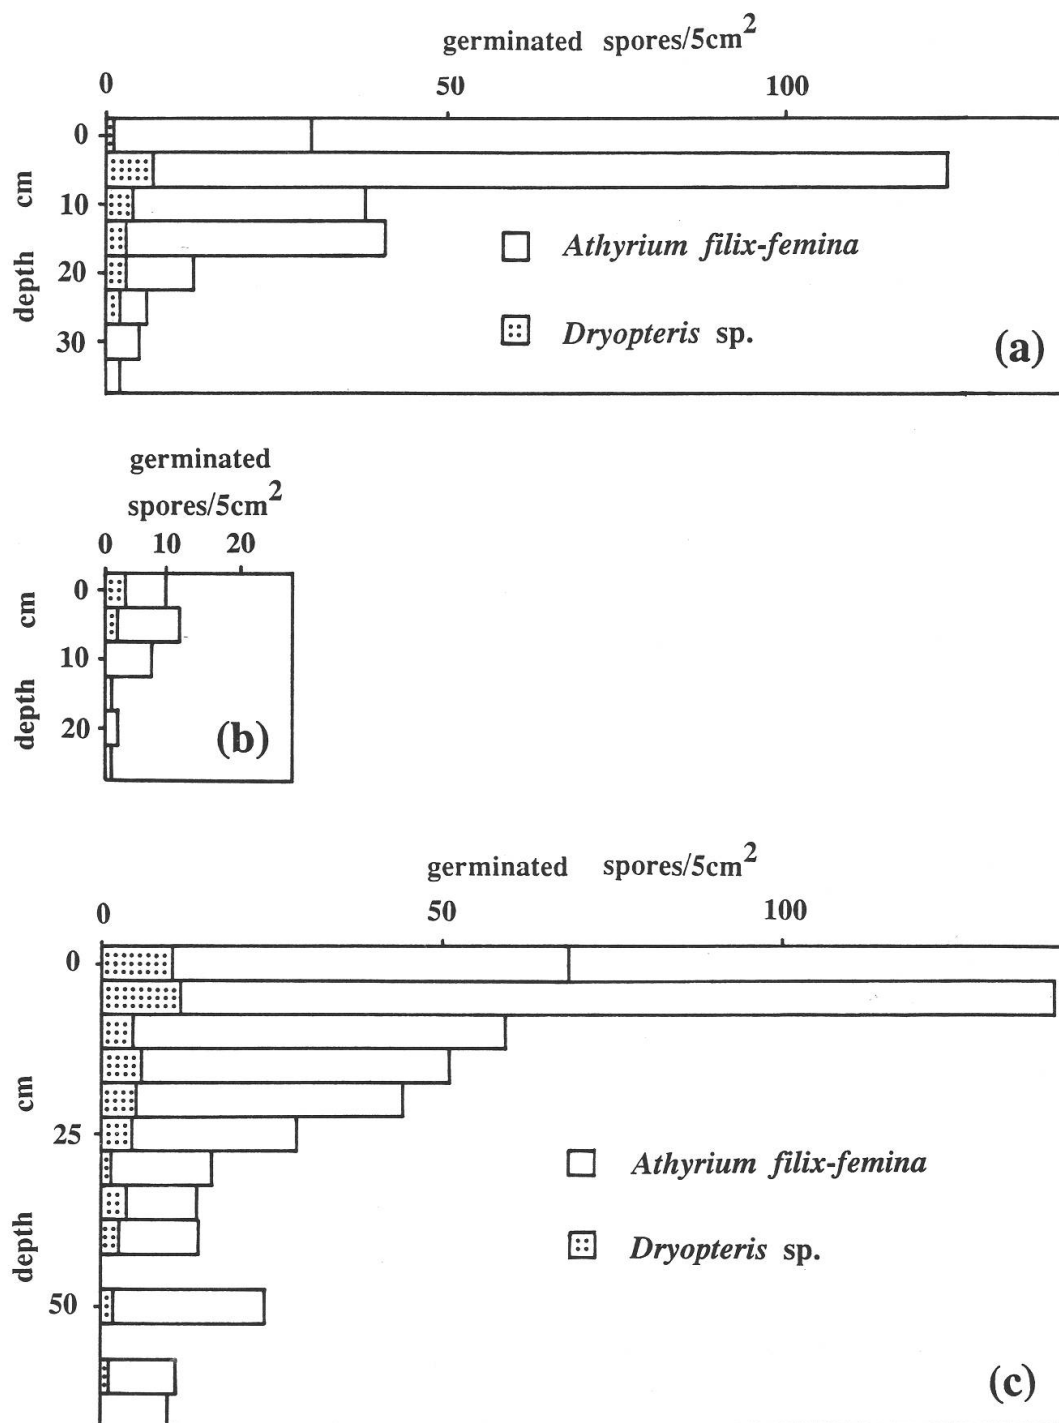 germinated spores/5cm2
0 50 100
0
10
20
30
depth cm
Athyrium filix-femina
Dryopteris sp.
(a)
germinated
spores/5cm2
0 10 20
0
10
20
depth cm
(b)
germinated spores/5cm2
0 50 100
0
25
50
depth cm
Athyrium filix-femina
Dryopteris sp.
(c)